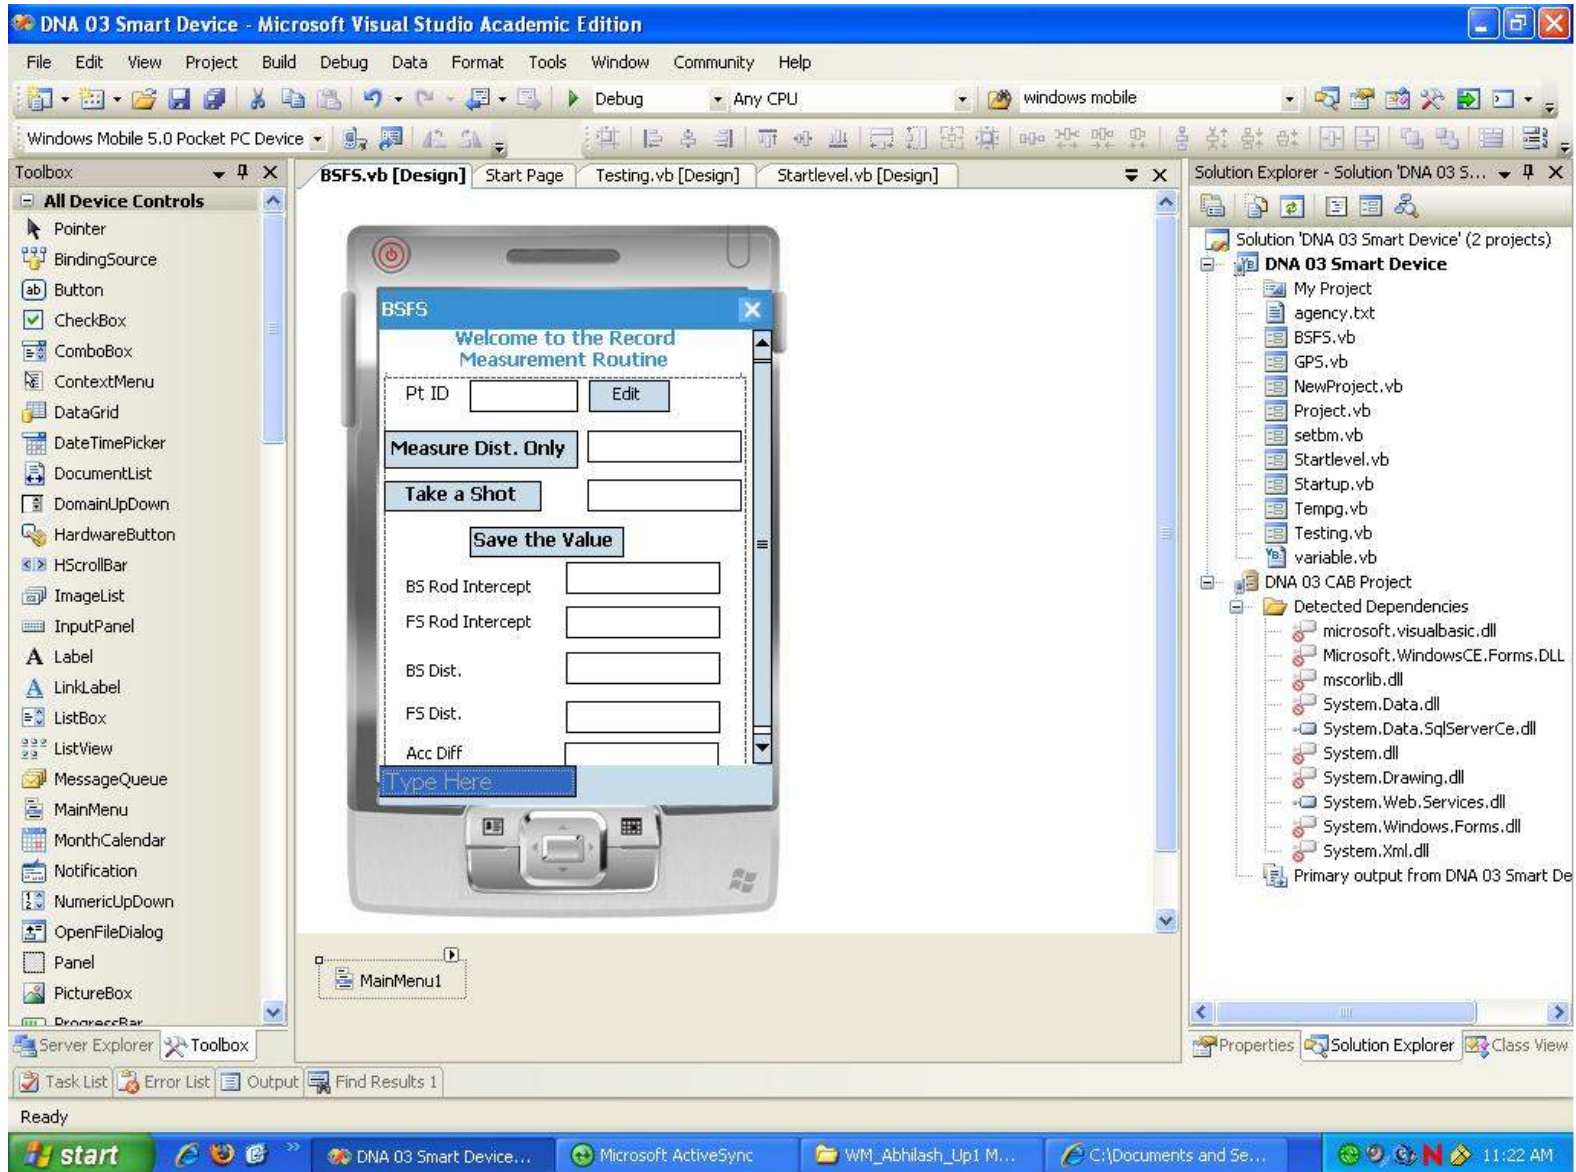 DNA 03 Smart Device - Microsoft Visual Studio Academic Edition
File Edit View Project Build Debug Data Format Tools Window Community Help
Debug Any CPU windows mobile
Windows Mobile 5.0 Pocket PC Device
Toolbox
All Device Controls
Pointer
BindingSource
Button
CheckBox
ComboBox
ContextMenu
DataGrid
DateTimePicker
DocumentList
DomainUpDown
HardwareButton
HScrollBar
ImageList
InputPanel
Label
LinkLabel
ListBox
ListView
MessageQueue
MainMenu
MonthCalendar
Notification
NumericUpDown
OpenFileDialog
Panel
PictureBox
ProgressBar
Server Explorer Toolbox
BSFS.vb [Design] Start Page Testing.vb [Design] Startlevel.vb [Design]
BSFS
Welcome to the Record
Measurement Routine
Pt ID Edit
Measure Dist. Only
Take a Shot
Save the Value
BS Rod Intercept
FS Rod Intercept
BS Dist.
FS Dist.
Acc Diff
Type Here
MainMenu1
Solution Explorer - Solution 'DNA 03 S...
Solution 'DNA 03 Smart Device' (2 projects)
DNA 03 Smart Device
My Project
agency.txt
BSFS.vb
GPS.vb
NewProject.vb
Project.vb
setbm.vb
Startlevel.vb
Startup.vb
Tempg.vb
Testing.vb
variable.vb
DNA 03 CAB Project
Detected Dependencies
microsoft.visualbasic.dll
Microsoft.WindowsCE.Forms.DLL
mscorlib.dll
System.Data.dll
System.Data.SqlServerCe.dll
System.dll
System.Drawing.dll
System.Web.Services.dll
System.Windows.Forms.dll
System.Xml.dll
Primary output from DNA 03 Smart De
Properties Solution Explorer Class View
Task List Error List Output Find Results 1
Ready
start DNA 03 Smart Device... Microsoft ActiveSync WM_Abhilash_Up1 M... C:\Documents and Se... 11:22 AM